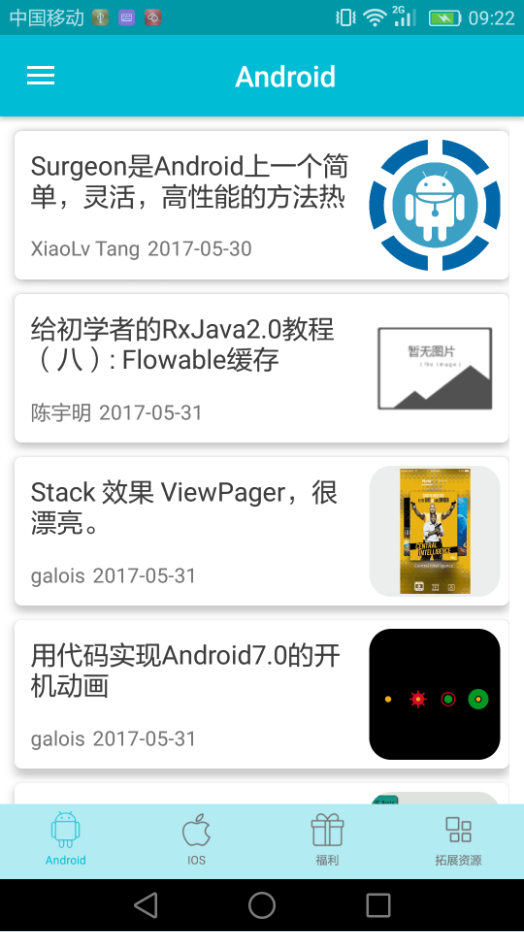 中国移动
2G
09:22
Android
Surgeon是Android上一个简
单，灵活，高性能的方法热
XiaoLv Tang 2017-05-30
给初学者的RxJava2.0教程
（八）: Flowable缓存
暂无图片
陈宇明 2017-05-31
Stack 效果 ViewPager，很
漂亮。
CENTRAL
INTELLIGENCE
Central Intelligence
galois 2017-05-31
用代码实现Android7.0的开
机动画
galois 2017-05-31
Android
IOS
福利
拓展资源